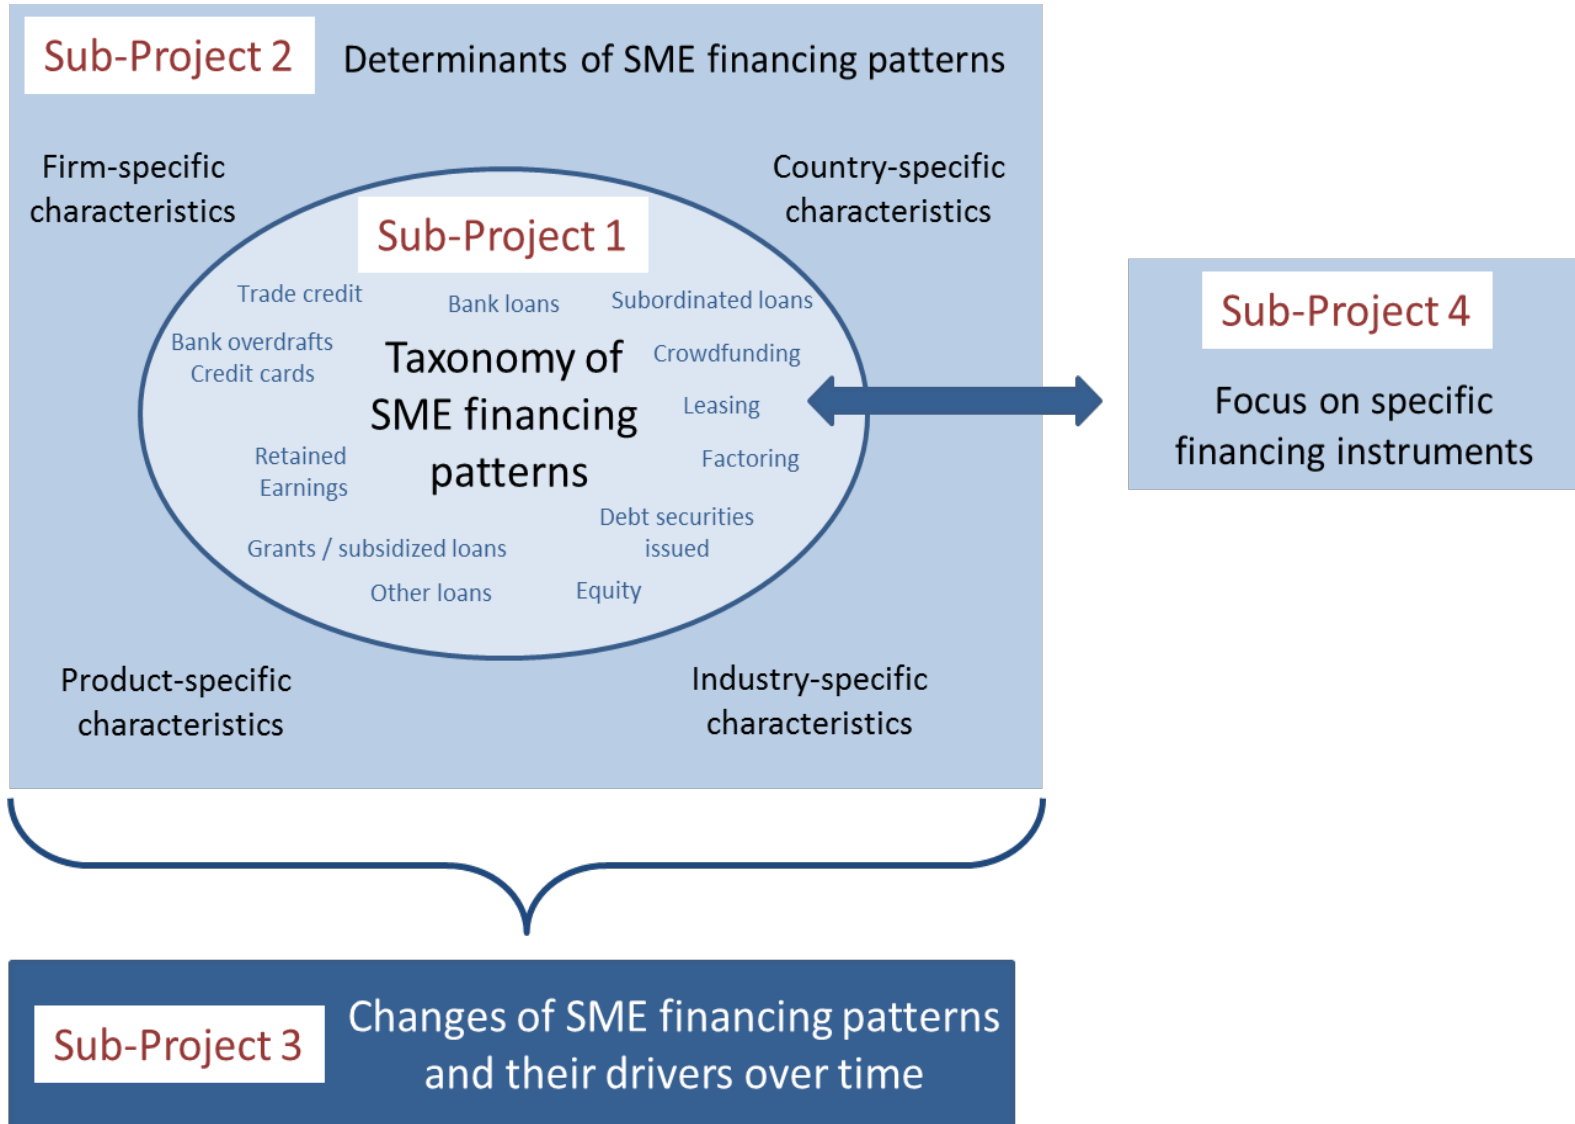 Sub-Project 2
Determinants of SME financing patterns
Firm-specific
characteristics
Country-specific
characteristics
Sub-Project 1
Trade credit
Bank loans
Subordinated loans
Bank overdrafts
Credit cards
Taxonomy of
SME financing
patterns
Crowdfunding
Leasing
Retained
Earnings
Factoring
Debt securities
issued
Grants / subsidized loans
Other loans
Equity
Product-specific
characteristics
Industry-specific
characteristics
Sub-Project 4
Focus on specific
financing instruments
Sub-Project 3
Changes of SME financing patterns
and their drivers over time